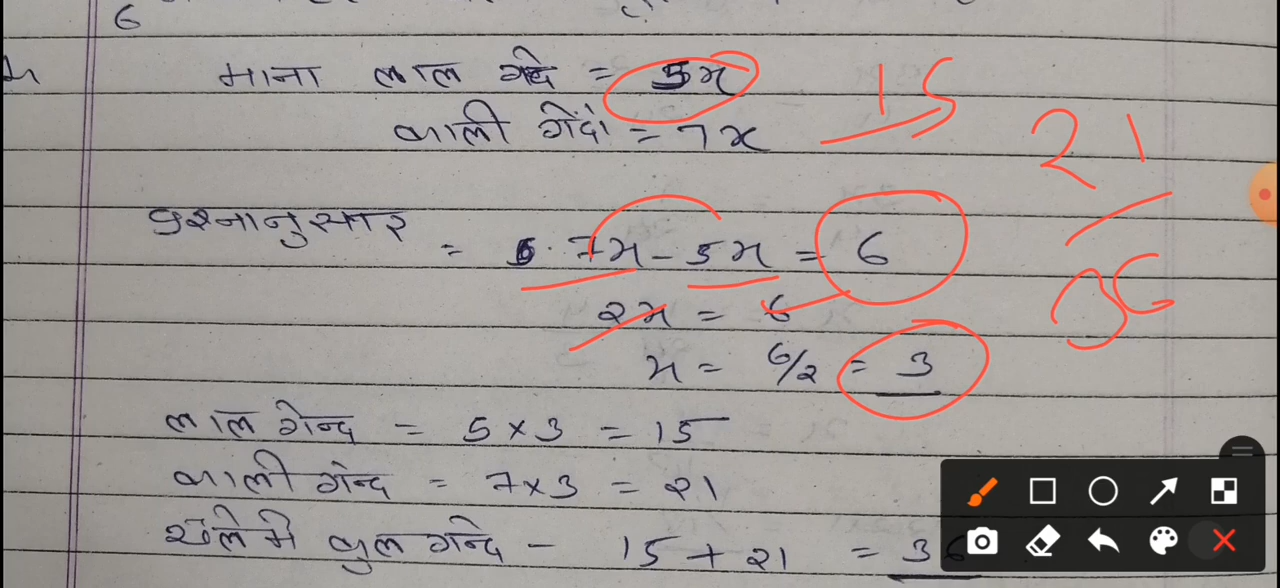 6
माना लाल गेंदे = 5x
काली गेंदों = 7x
15
21
प्रश्नानुसार
= 7x - 5x = 6
2x = 6
36
x = 6/2 = 3
लाल गेन्द = 5 × 3 = 15
काली गेन्द = 7×3 = 21
थैले मे कुल गेन्दे - 15 + 21 = 36